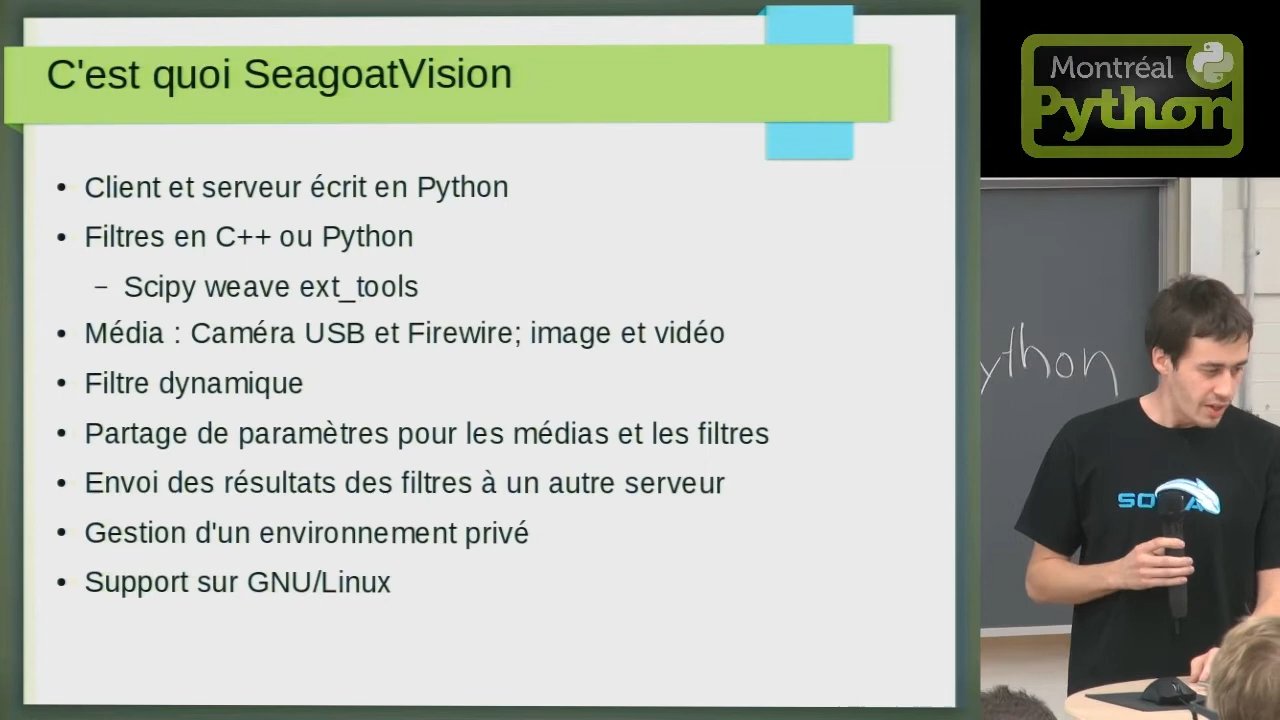 C'est quoi SeagoatVision
• Client et serveur écrit en Python
• Filtres en C++ ou Python
– Scipy weave ext_tools
• Média : Caméra USB et Firewire; image et vidéo
• Filtre dynamique
• Partage de paramètres pour les médias et les filtres
• Envoi des résultats des filtres à un autre serveur
• Gestion d'un environnement privé
• Support sur GNU/Linux
Montréal
Python
ython